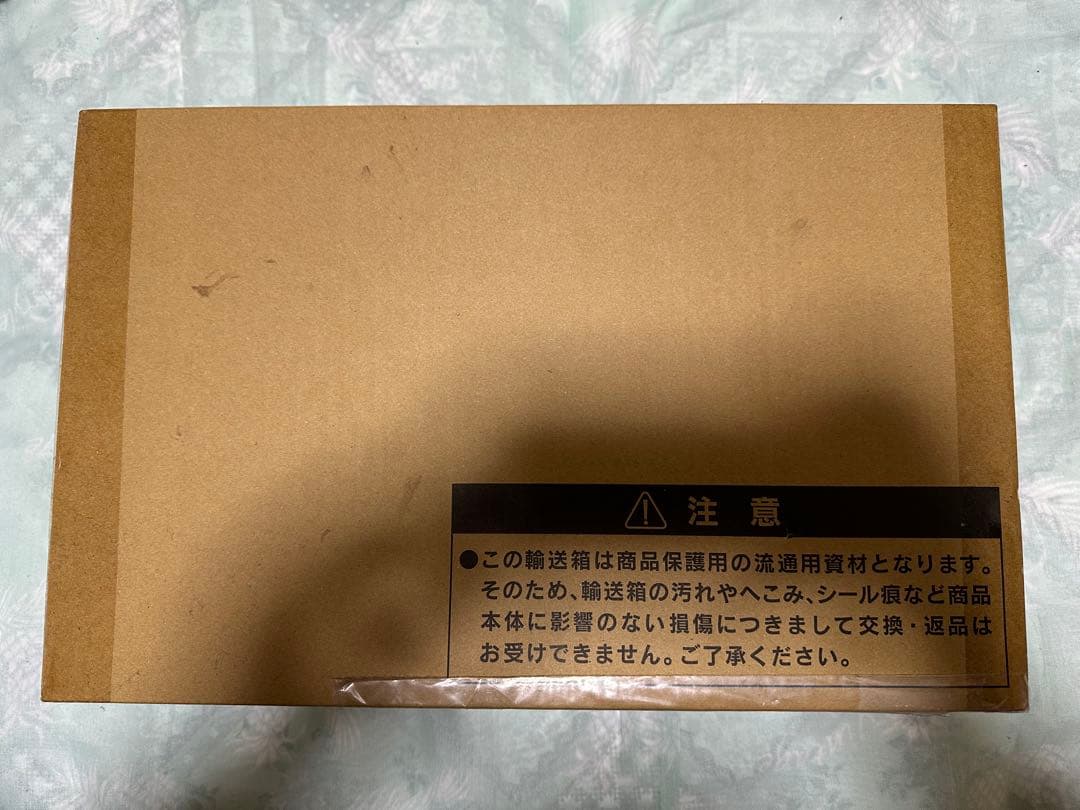 注意
●この輸送箱は商品保護用の流通用資材となります。
そのため、輸送箱の汚れやへこみ、シール痕など商品
本体に影響のない損傷につきまして交換・返品は
お受けできません。ご了承ください。